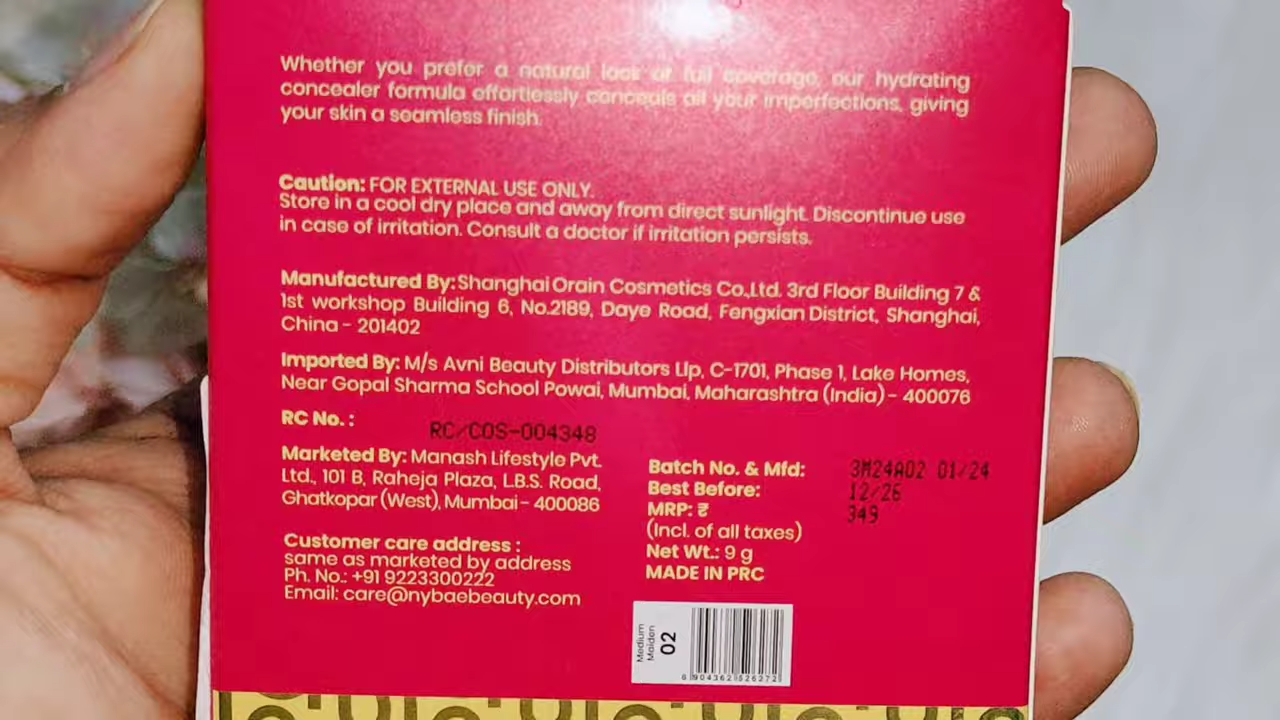 Whether you prefer a natural look or full coverage, our hydrating
concealer formula effortlessly conceals all your imperfections, giving
your skin a seamless finish.
Caution: FOR EXTERNAL USE ONLY.
Store in a cool dry place and away from direct sunlight. Discontinue use
in case of irritation. Consult a doctor if irritation persists.
Manufactured By: Shanghai Orain Cosmetics Co.,Ltd. 3rd Floor Building 7 &
1st workshop Building 6, No.2189, Daye Road, Fengxian District, Shanghai,
China - 201402
Imported By: M/s Avni Beauty Distributors Llp, C-1701, Phase 1, Lake Homes,
Near Gopal Sharma School Powai, Mumbai, Maharashtra (India) - 400076
RC No. : RC/COS-004348
Marketed By: Manash Lifestyle Pvt.
Ltd., 101 B, Raheja Plaza, L.B.S. Road,
Ghatkopar (West), Mumbai - 400086
Customer care address :
same as marketed by address
Ph. No.: +91 9223300222
Email: care@nybaebeauty.com
Batch No. & Mfd: 3M24A02 01/24
Best Before: 12/26
MRP: ₹ 349
(Incl. of all taxes)
Net Wt.: 9 g
MADE IN PRC
Medium
Maiden
02
6 904362 526272